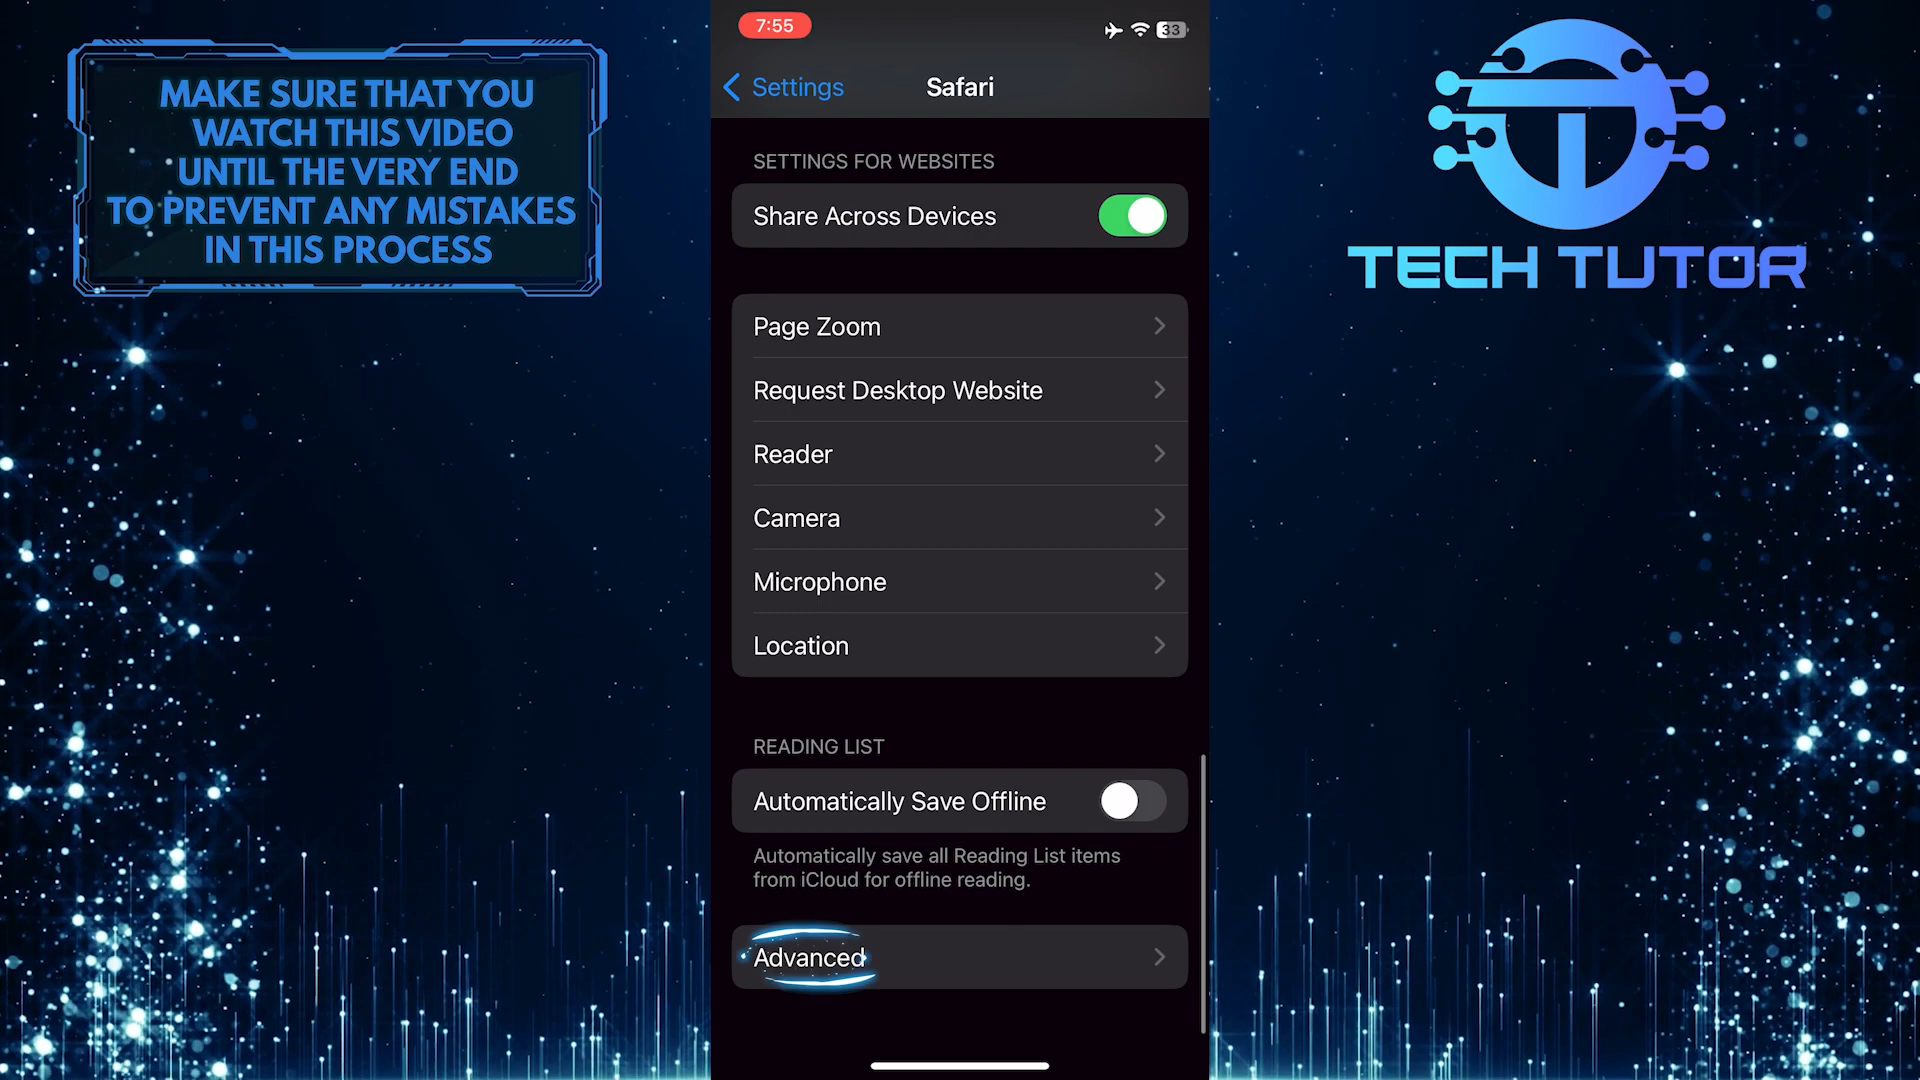 MAKE SURE THAT YOU
WATCH THIS VIDEO
UNTIL THE VERY END
TO PREVENT ANY MISTAKES
IN THIS PROCESS
7:55
33
Settings
Safari
SETTINGS FOR WEBSITES
Share Across Devices
Page Zoom
Request Desktop Website
Reader
Camera
Microphone
Location
READING LIST
Automatically Save Offline
Automatically save all Reading List items
from iCloud for offline reading.
Advanced
TECH TUTOR